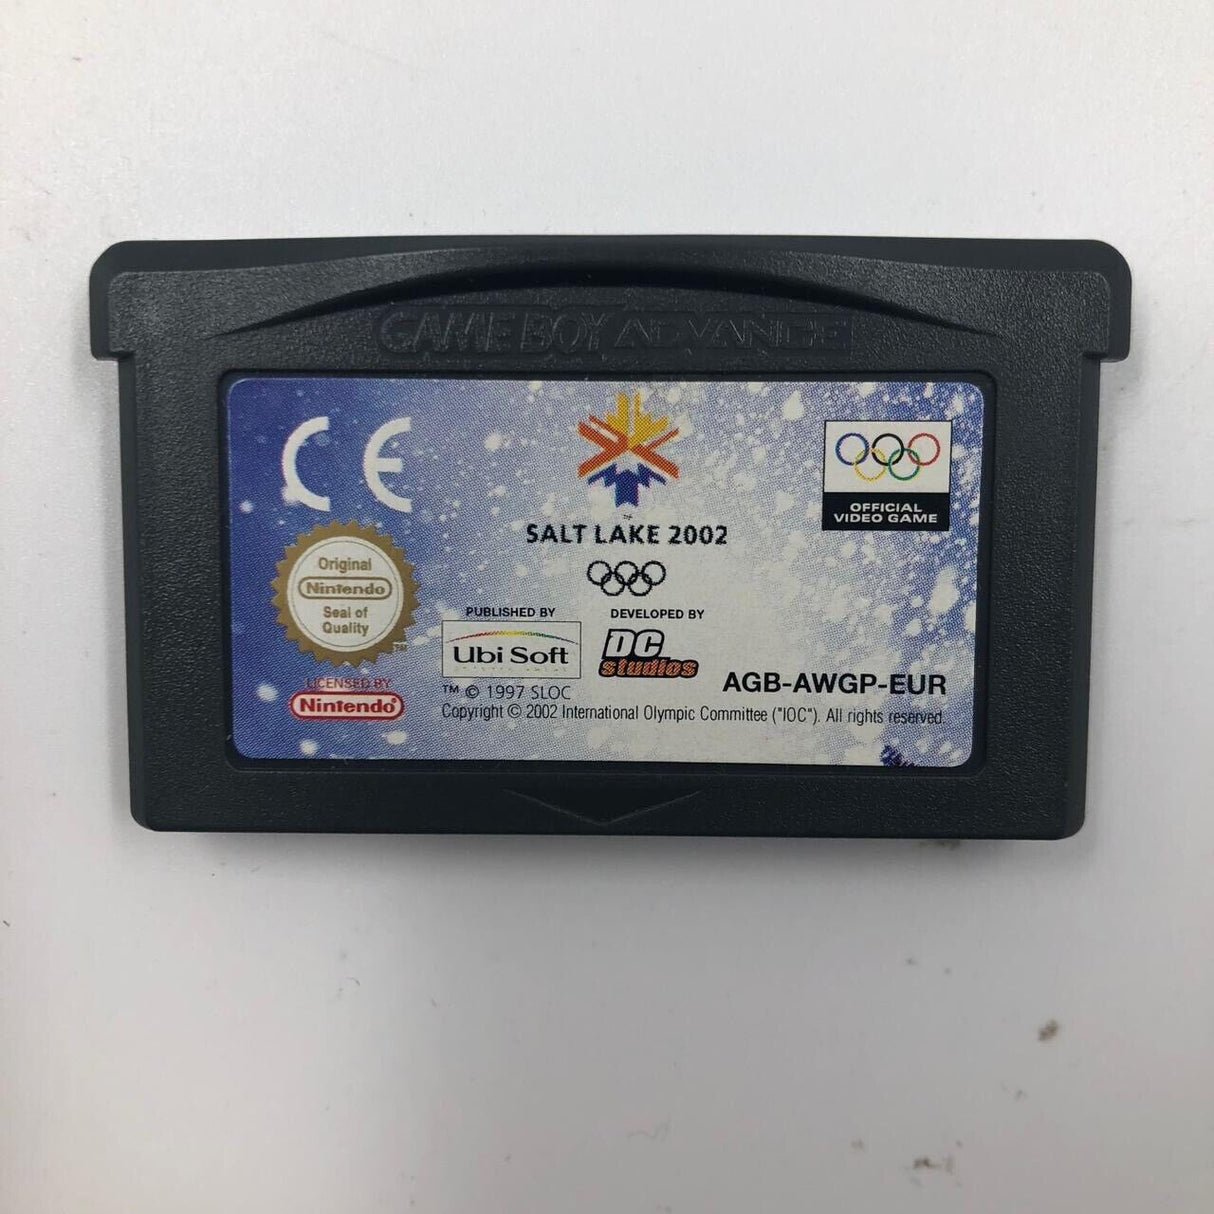 GAME BOY ADVANCE
CE
SALT LAKE 2002
OFFICIAL
VIDEO GAME
Original
Nintendo
Seal of
Quality
TM
PUBLISHED BY
Ubi Soft
DEVELOPED BY
DC
studios
LICENSED BY
Nintendo®
AGB-AWGP-EUR
™ © 1997 SLOC
Copyright © 2002 International Olympic Committee ("IOC"). All rights reserved.